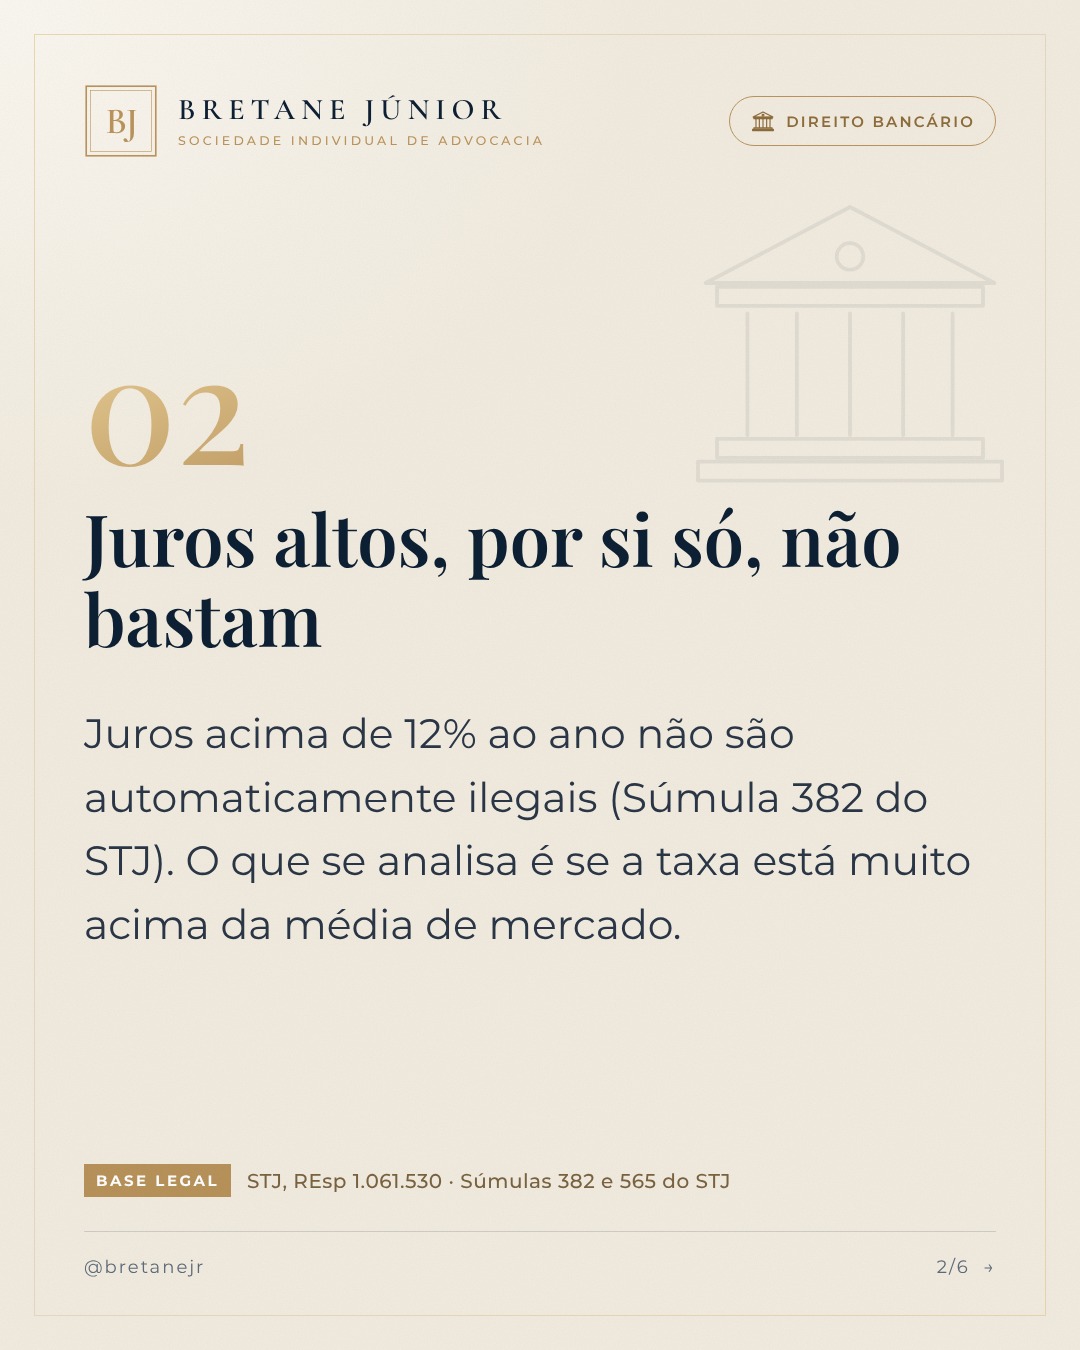 BJ
BRETANE JÚNIOR
SOCIEDADE INDIVIDUAL DE ADVOCACIA
DIREITO BANCÁRIO
02
Juros altos, por si só, não
bastam
Juros acima de 12% ao ano não são
automaticamente ilegais (Súmula 382 do
STJ). O que se analisa é se a taxa está muito
acima da média de mercado.
BASE LEGAL STJ, REsp 1.061.530 · Súmulas 382 e 565 do STJ
@bretanejr
2/6 →